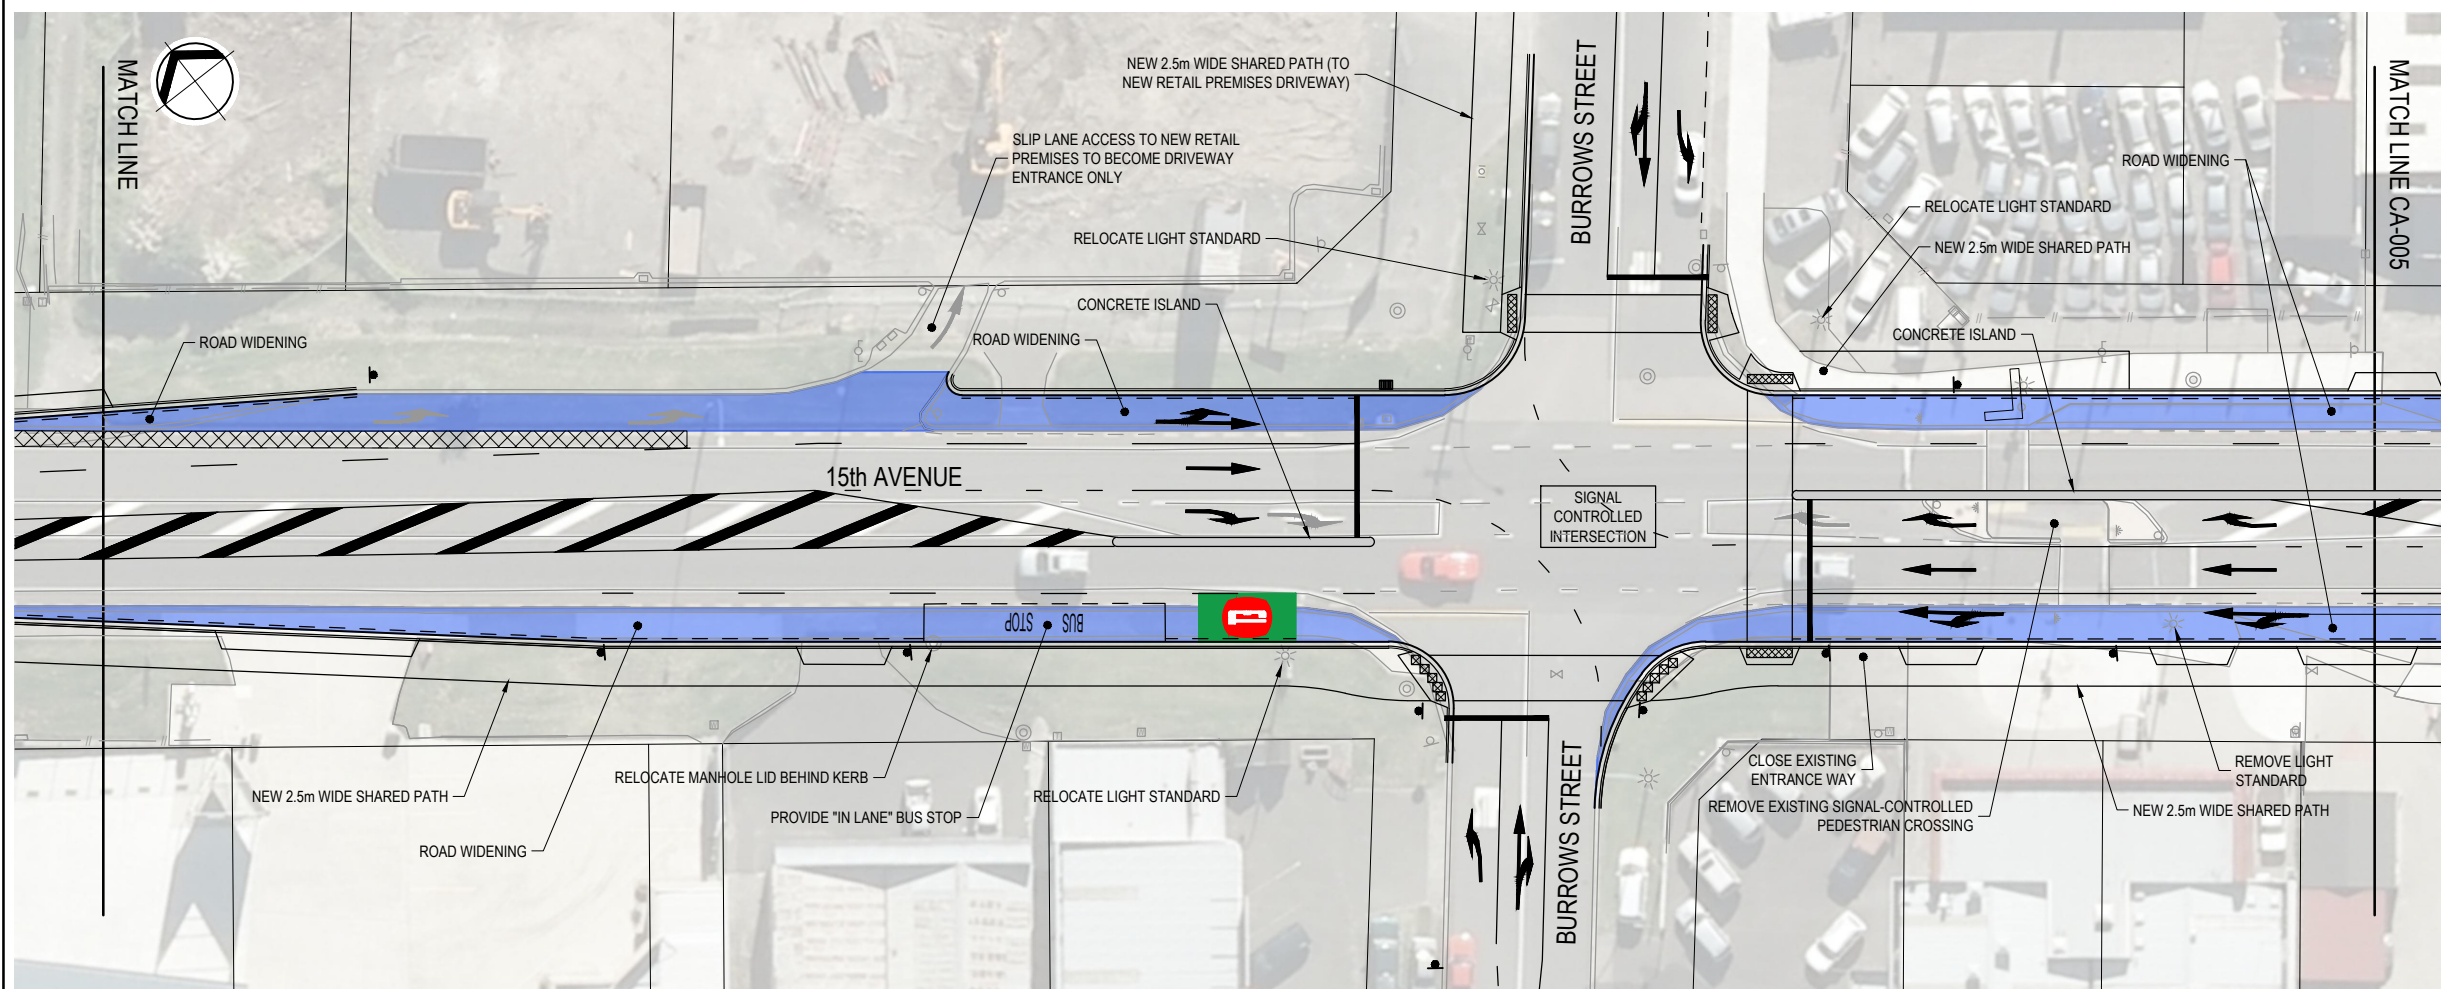 MATCH LINE
NEW 2.5m WIDE SHARED PATH (TO
NEW RETAIL PREMISES DRIVEWAY)
SLIP LANE ACCESS TO NEW RETAIL
PREMISES TO BECOME DRIVEWAY
ENTRANCE ONLY
RELOCATE LIGHT STANDARD
CONCRETE ISLAND
ROAD WIDENING
ROAD WIDENING
BURROWS STREET
ROAD WIDENING
RELOCATE LIGHT STANDARD
NEW 2.5m WIDE SHARED PATH
CONCRETE ISLAND
MATCH LINE CA-005
15th AVENUE
SIGNAL
CONTROLLED
INTERSECTION
BUS
STOP
NEW 2.5m WIDE SHARED PATH
ROAD WIDENING
RELOCATE MANHOLE LID BEHIND KERB
PROVIDE "IN LANE" BUS STOP
RELOCATE LIGHT STANDARD
BURROWS STREET
CLOSE EXISTING
ENTRANCE WAY
REMOVE EXISTING SIGNAL-CONTROLLED
PEDESTRIAN CROSSING
REMOVE LIGHT
STANDARD
NEW 2.5m WIDE SHARED PATH